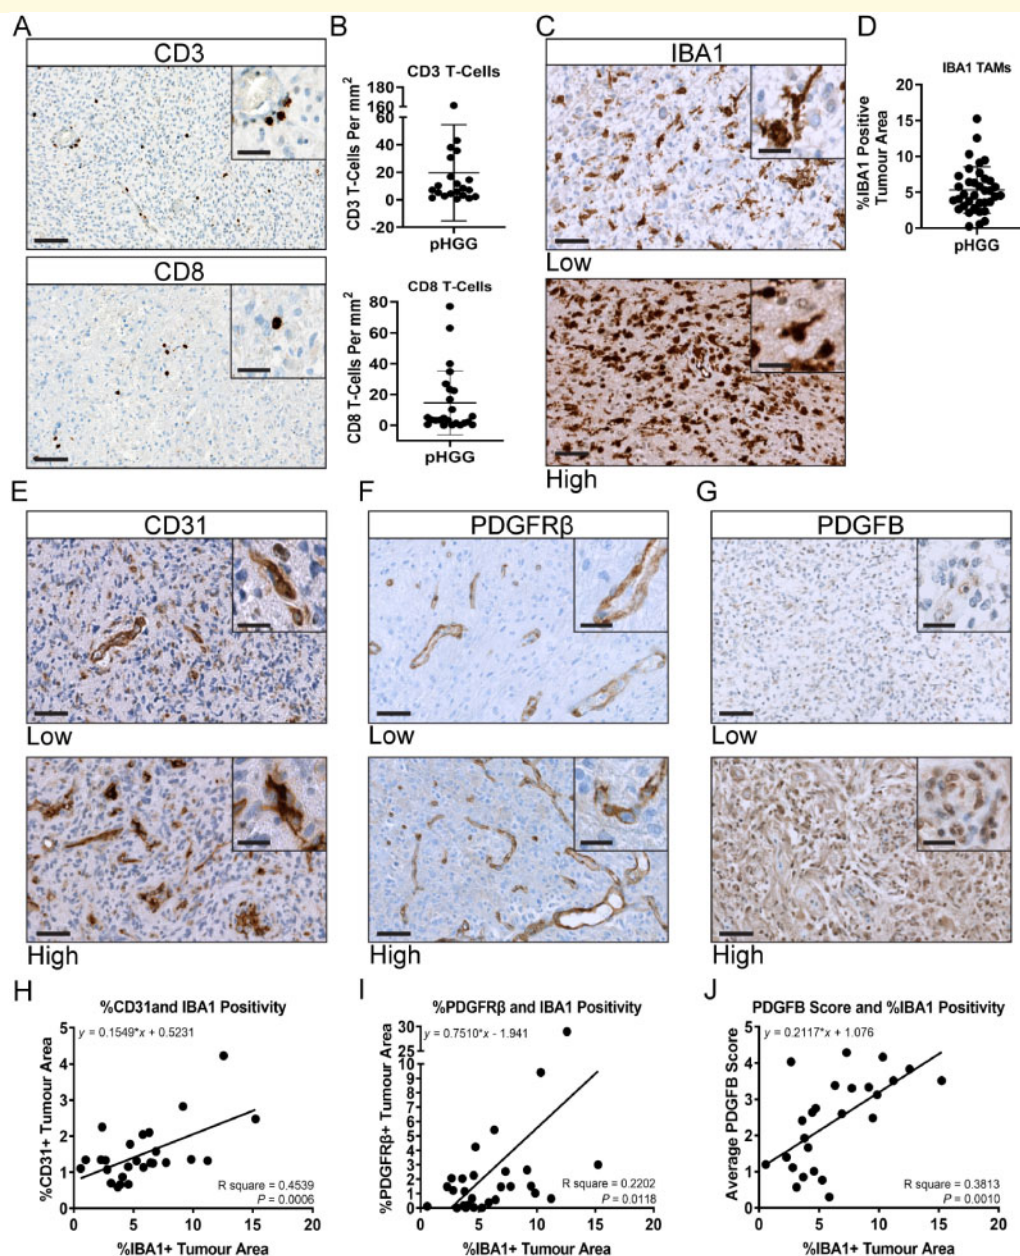 A
CD3
CD8
B
CD3 T-Cells
CD3 T-Cells Per mm²
180
160
60
40
20
0
-20
pHGG
CD8 T-Cells
CD8 T-Cells Per mm²
80
60
40
20
0
pHGG
C
IBA1
Low
High
D
IBA1 TAMs
%IBA1 Positive
Tumour Area
20
15
10
5
0
pHGG
E
CD31
Low
High
F
PDGFRβ
Low
High
G
PDGFB
Low
High
H
%CD31and IBA1 Positivity
y = 0.1549*x + 0.5231
%CD31+ Tumour Area
5
4
3
2
1
0
R square = 0.4539
P = 0.0006
0 5 10 15 20
%IBA1+ Tumour Area
I
%PDGFRβ and IBA1 Positivity
y = 0.7510*x - 1.941
%PDGFRβ+ Tumour Area
30
25
10
9
8
7
6
5
4
3
2
1
0
R square = 0.2202
P = 0.0118
0 5 10 15 20
%IBA1+ Tumour Area
J
PDGFB Score and %IBA1 Positivity
y = 0.2117*x + 1.076
Average PDGFB Score
5
4
3
2
1
0
R square = 0.3813
P = 0.0010
0 5 10 15 20
%IBA1+ Tumour Area